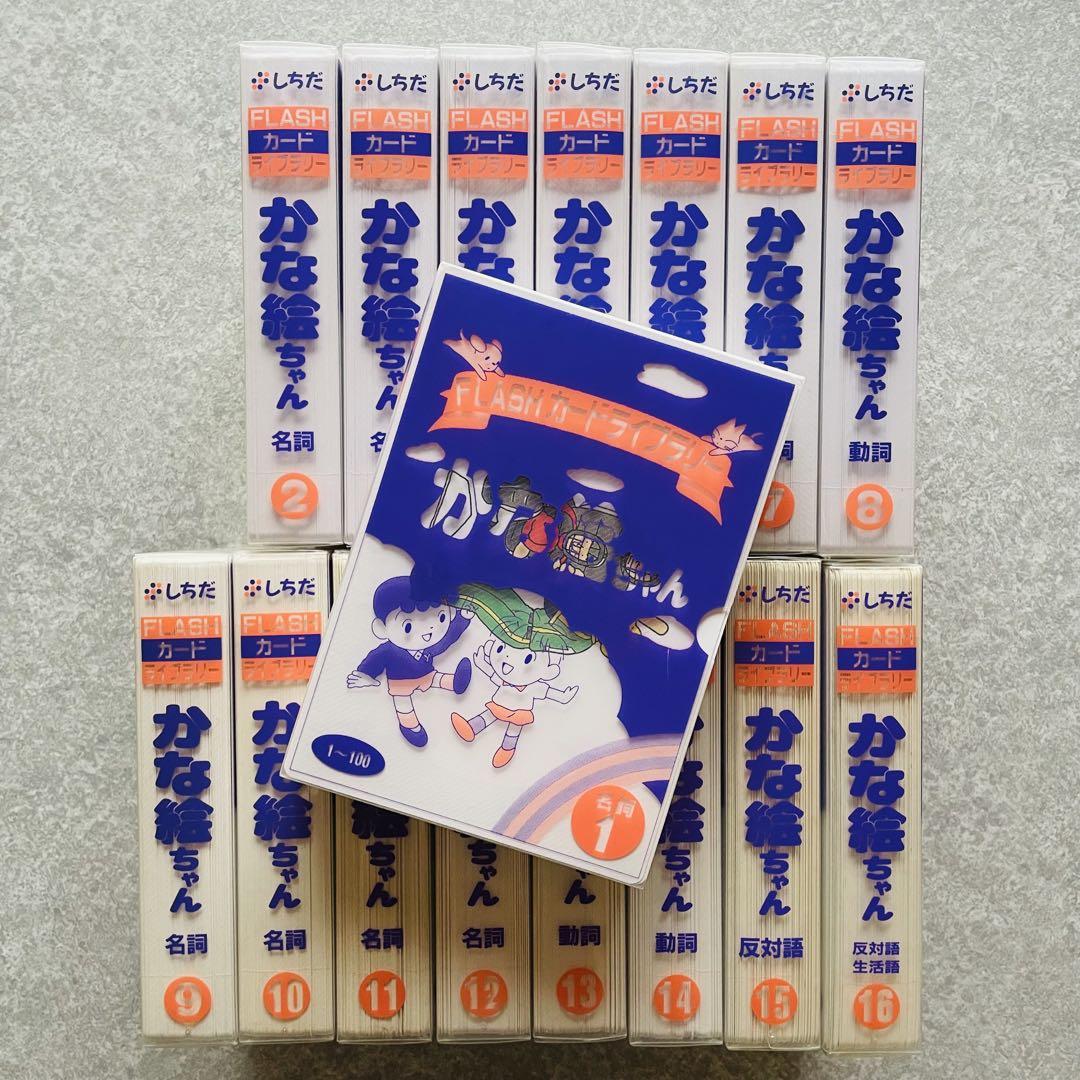 しちだ
FLASH
カード
ライブラリー
かな絵ちゃん
名詞
2
しちだ
FLASH
カード
ライブラリー
かな絵ち
名
しちだ
FLASH
カード
ライブラリー
かな
しちだ
FLASH
カード
ライブラリー
かな絵
しちだ
FLASH
カード
ライブラリー
かな絵
しちだ
FLASH
カード
ライブラリー
かな絵
詞
7
しちだ
FLASH
カード
ライブラリー
かな絵ちゃん
動詞
8
FLASHカードライブラリー
かな絵ちゃん
1～100
名詞
1
しちだ
FLASH
カード
ライブラリー
かな絵ちゃん
名詞
9
しちだ
FLASH
カード
ライブラリー
かな絵ちゃん
名詞
10
かな絵ちゃん
名詞
11
ゃん
名詞
12
ん
動詞
13
絵ちゃん
動詞
14
しちだ
FLASH
カード
ライブラリー
かな絵ちゃん
反対語
15
しちだ
FLASH
カード
ライブラリー
かな絵ちゃん
反対語
生活語
16